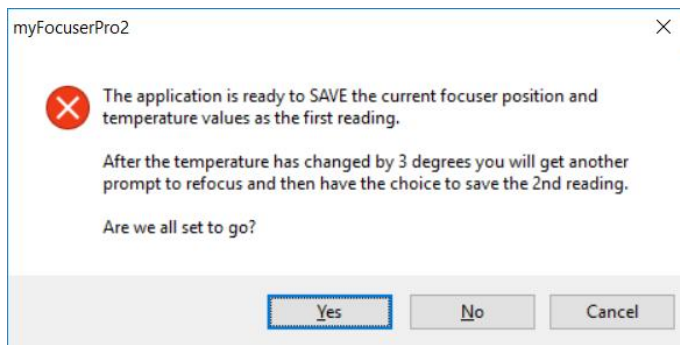 myFocuserPro2
The application is ready to SAVE the current focuser position and
temperature values as the first reading.
After the temperature has changed by 3 degrees you will get another
prompt to refocus and then have the choice to save the 2nd reading.
Are we all set to go?
Yes
No
Cancel